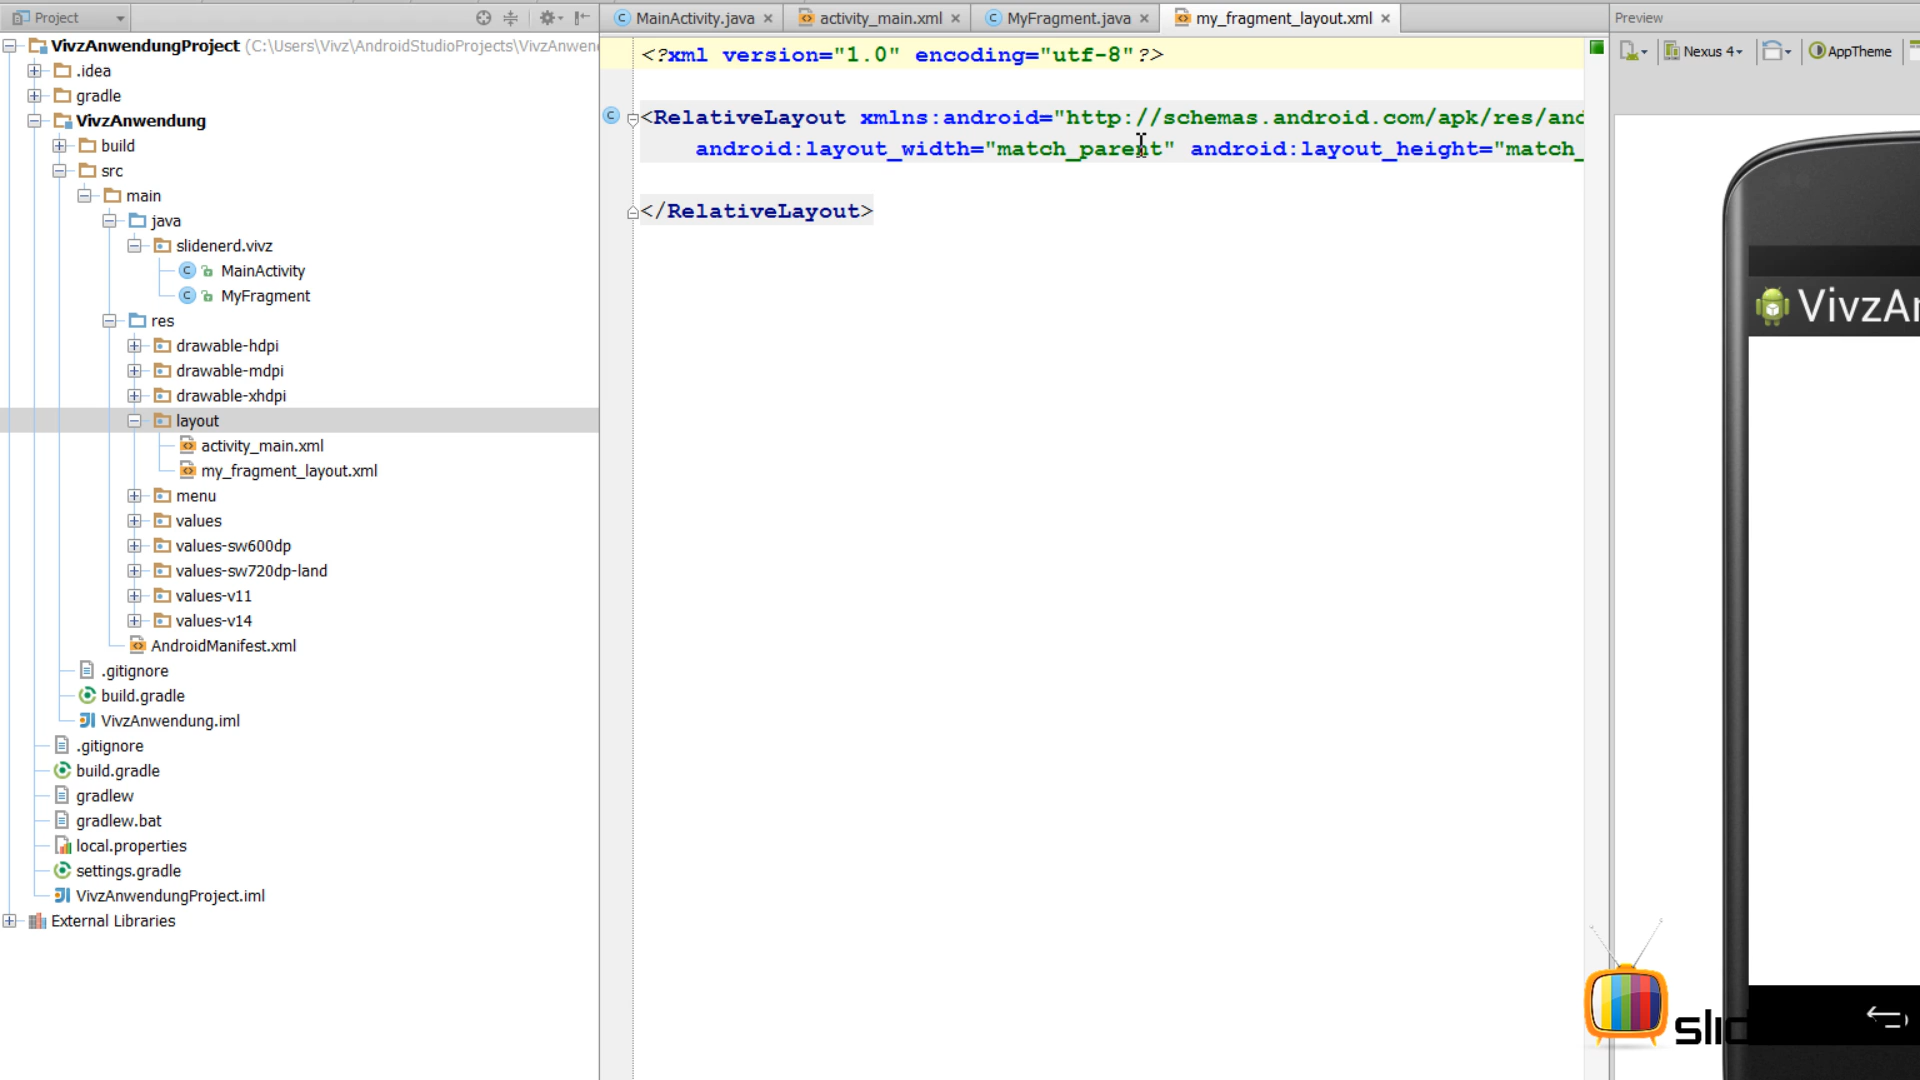 Project
MainActivity.java
activity_main.xml
MyFragment.java
my_fragment_layout.xml
Preview
VivzAnwendungProject (C:\Users\Vivz\AndroidStudioProjects\VivzAnwen
.idea
gradle
VivzAnwendung
build
src
main
java
slidenerd.vivz
MainActivity
MyFragment
res
drawable-hdpi
drawable-mdpi
drawable-xhdpi
layout
activity_main.xml
my_fragment_layout.xml
menu
values
values-sw600dp
values-sw720dp-land
values-v11
values-v14
AndroidManifest.xml
.gitignore
build.gradle
VivzAnwendung.iml
.gitignore
build.gradle
gradlew
gradlew.bat
local.properties
settings.gradle
VivzAnwendungProject.iml
External Libraries
<?xml version="1.0" encoding="utf-8"?>
<RelativeLayout xmlns:android="http://schemas.android.com/apk/res/and
android:layout_width="match_parent" android:layout_height="match_
</RelativeLayout>
Nexus 4
AppTheme
VivzAn
slid